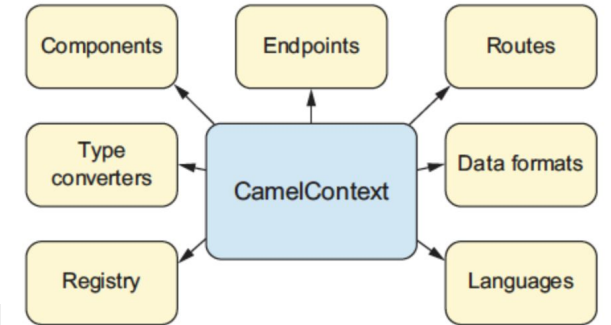 Components
Endpoints
Routes
Type
converters
CamelContext
Data formats
Registry
Languages